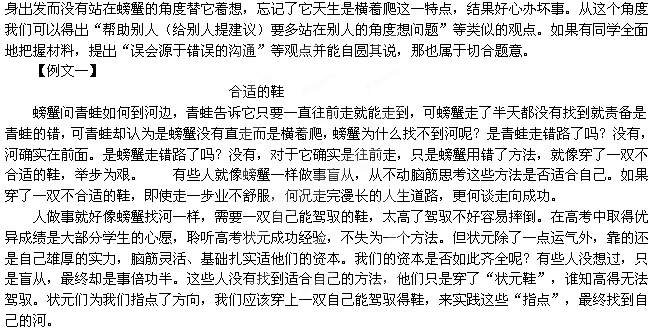 身出发而没有站在螃蟹的角度替它着想，忘记了它天生是横着爬这一特点，结果好心办坏事。从这个角度
我们可以得出“帮助别人（给别人提建议）要多站在别人的角度想问题”等类似的观点。如果有同学全面
地把握材料，提出“误会源于错误的沟通”等观点并能自圆其说，那也属于切合题意。
【例文一】
合适的鞋
螃蟹问青蛙如何到河边，青蛙告诉它只要一直往前走就能走到，可螃蟹走了半天都没有找到就责备是
青蛙的错，可青蛙却认为是螃蟹没有直走而是横着爬，螃蟹为什么找不到河呢？是青蛙走错路了吗？没有，
河确实在前面。是螃蟹走错路了吗？没有，对于它确实是往前走，只是螃蟹用错了方法，就像穿了一双不
合适的鞋，举步为艰。 有些人就像螃蟹一样做事盲从，从不动脑筋思考这些方法是否适合自己。如果
穿了一双不合适的鞋，即使走一步业不舒服，何况走完漫长的人生道路，更何谈走向成功。
人做事就好像螃蟹找河一样，需要一双自己能驾驭的鞋，太高了驾驭不好容易摔倒。在高考中取得优
异成绩是大部分学生的心愿，聆听高考状元成功经验，不失为一个方法。但状元除了一点运气外，靠的还
是自己雄厚的实力，脑筋灵活、基础扎实适他们的资本。我们的资本是否如此齐全呢？有些人没想过，只
是盲从，最终却是事倍功半。这些人没有找到适合自己的方法，他们只是穿了“状元鞋”，谁知高得无法
驾驭。状元们为我们指点了方向，我们应该穿上一双自己能驾驭得鞋，来实践这些“指点”，最终找到自
己的河。